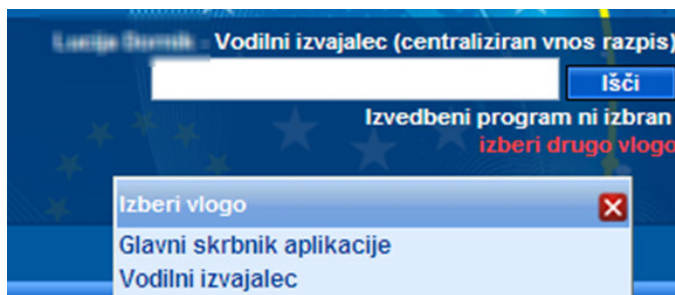 - Vodilni izvajalec (centraliziran vnos razpis)
Išči
Izvedbeni program ni izbran
izberi drugo vlogo
Izberi vlogo
Glavni skrbnik aplikacije
Vodilni izvajalec